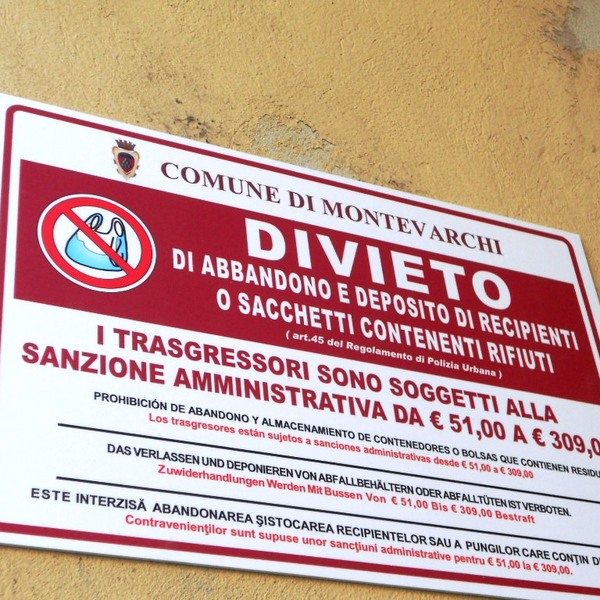 COMUNE DI MONTEVARCHI
DIVIETO
DI ABBANDONO E DEPOSITO DI RECIPIENTI
O SACCHETTI CONTENENTI RIFIUTI
( art.45 del Regolamento di Polizia Urbana )
I TRASGRESSORI SONO SOGGETTI ALLA
SANZIONE AMMINISTRATIVA DA € 51,00 A € 309,0
PROHIBICIÓN DE ABANDONO Y ALMACENAMIENTO DE CONTENEDORES O BOLSAS QUE CONTIENEN RESIDU
Los trasgresores están sujetos a sanciones administrativas desde € 51,00 a € 309,00
DAS VERLASSEN UND DEPONIEREN VON ABFALLBEHÄLTERN ODER ABFALLTÜTEN IST VERBOTEN.
Zuwiderhandlungen Werden Mit Bussen Von € 51,00 Bis € 309,00 Bestraft
ESTE INTERZISĂ ABANDONAREA ŞISTOCAREA RECIPIENTELOR SAU A PUNGILOR CARE CONŢIN D
Contravenienţilor sunt supuse unor sancţiuni administrative pentru € 51,00 la € 309,00.